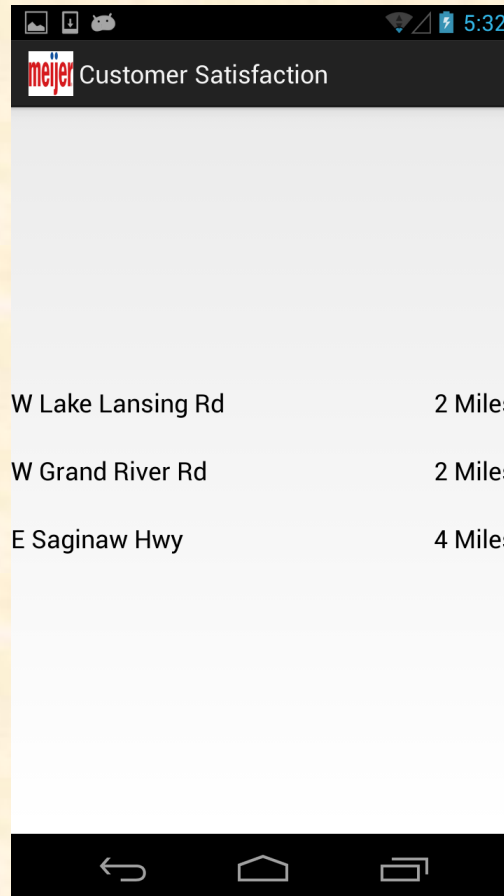 5:32
meijer Customer Satisfaction
W Lake Lansing Rd 2 Miles
W Grand River Rd 2 Miles
E Saginaw Hwy 4 Miles